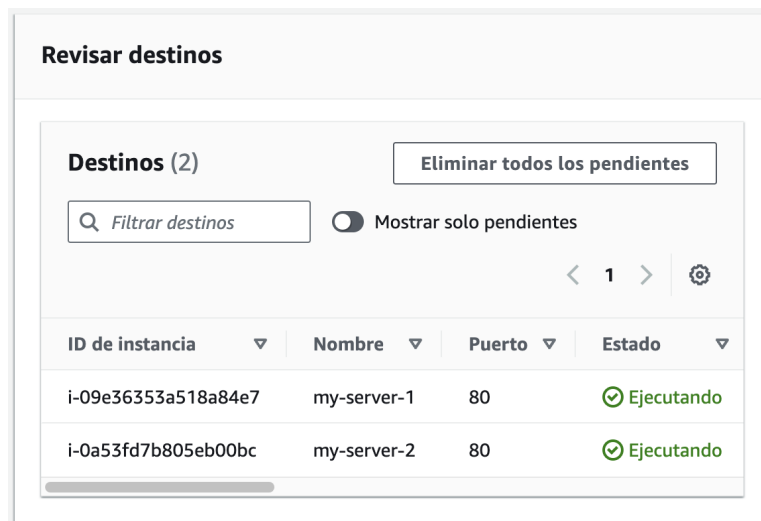 Revisar destinos
Destinos (2)
Eliminar todos los pendientes
Filtrar destinos
Mostrar solo pendientes
1
ID de instancia Nombre Puerto Estado
i-09e36353a518a84e7 my-server-1 80 Ejecutando
i-0a53fd7b805eb00bc my-server-2 80 Ejecutando